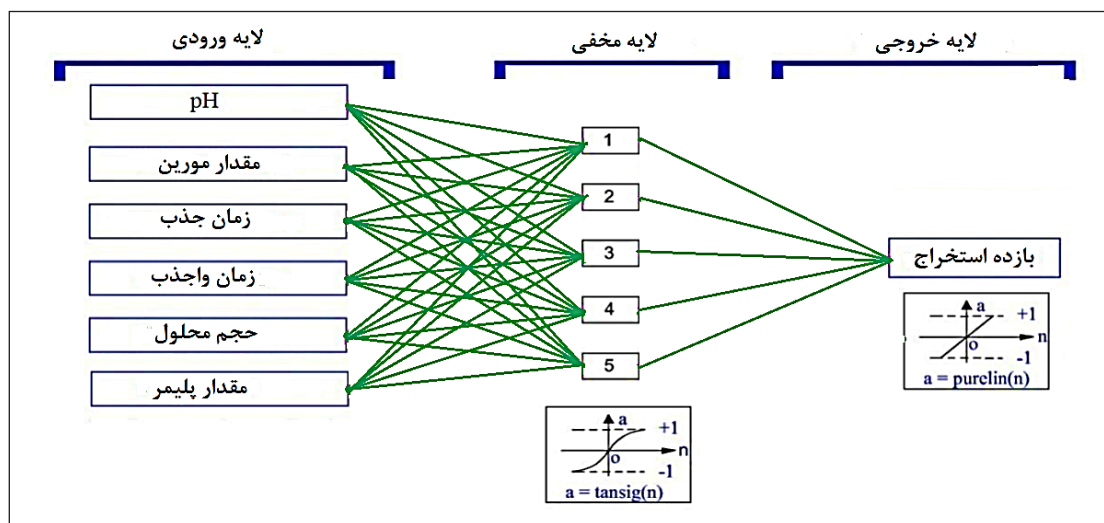 لایه ورودی
لایه مخفی
لایه خروجی
pH
مقدار مورین
زمان جذب
زمان واجذب
حجم محلول
مقدار پلیمر
1
2
3
4
5
بازده استخراج
a
+1
n
o
-1
a = tansig(n)
a
+1
n
o
-1
a = purelin(n)